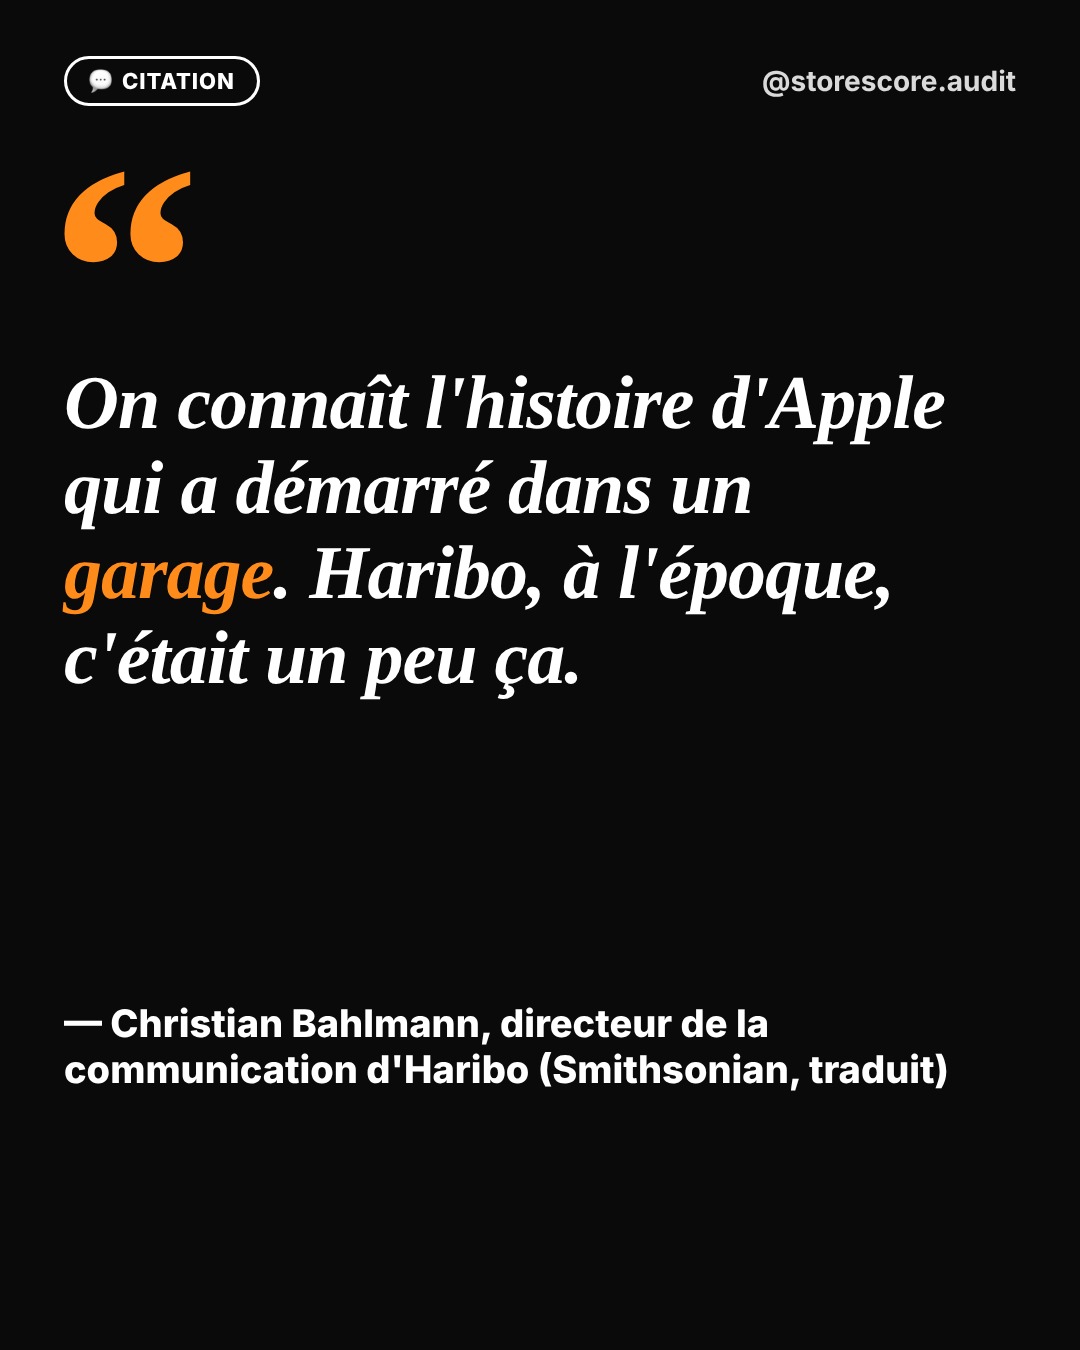 💬 CITATION
@storescore.audit
“
On connaît l'histoire d'Apple
qui a démarré dans un
garage. Haribo, à l'époque,
c'était un peu ça.
— Christian Bahlmann, directeur de la
communication d'Haribo (Smithsonian, traduit)